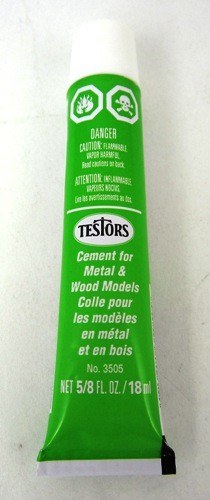 DANGER
CAUTION: FLAMMABLE.
VAPOR HARMFUL.
Read cautions on back.
ATTENTION: INFLAMMABLE.
VAPEURS NOCIVES.
Lire les avertissements au dos.
TESTORS
Cement for
Metal &
Wood Models
Colle pour
les modèles
en métal
et en bois
No. 3505
NET 5/8 FL. OZ. / 18 ml